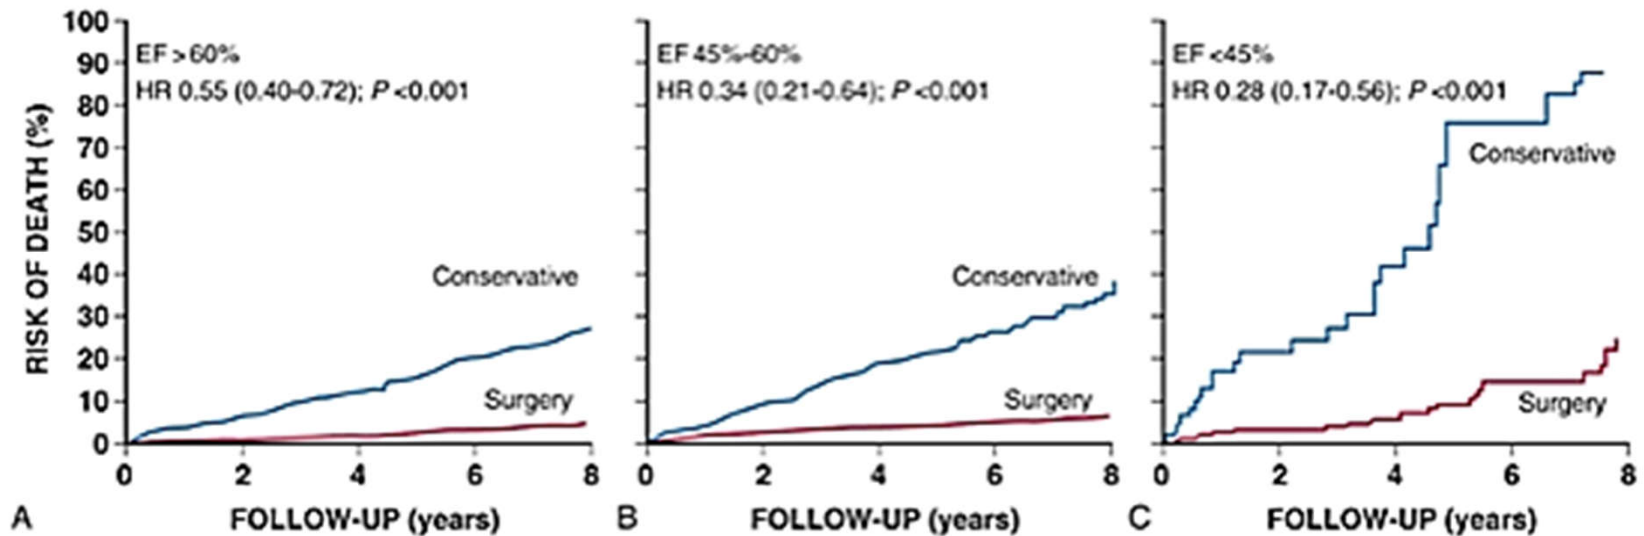 RISK OF DEATH (%)
100
90
80
70
60
50
40
30
20
10
0
EF > 60%
HR 0.55 (0.40-0.72); P <0.001
Conservative
Surgery
0 2 4 6 8
A FOLLOW-UP (years)
EF 45%-60%
HR 0.34 (0.21-0.64); P <0.001
Conservative
Surgery
0 2 4 6 8
B FOLLOW-UP (years)
EF <45%
HR 0.28 (0.17-0.56); P <0.001
Conservative
Surgery
0 2 4 6 8
C FOLLOW-UP (years)